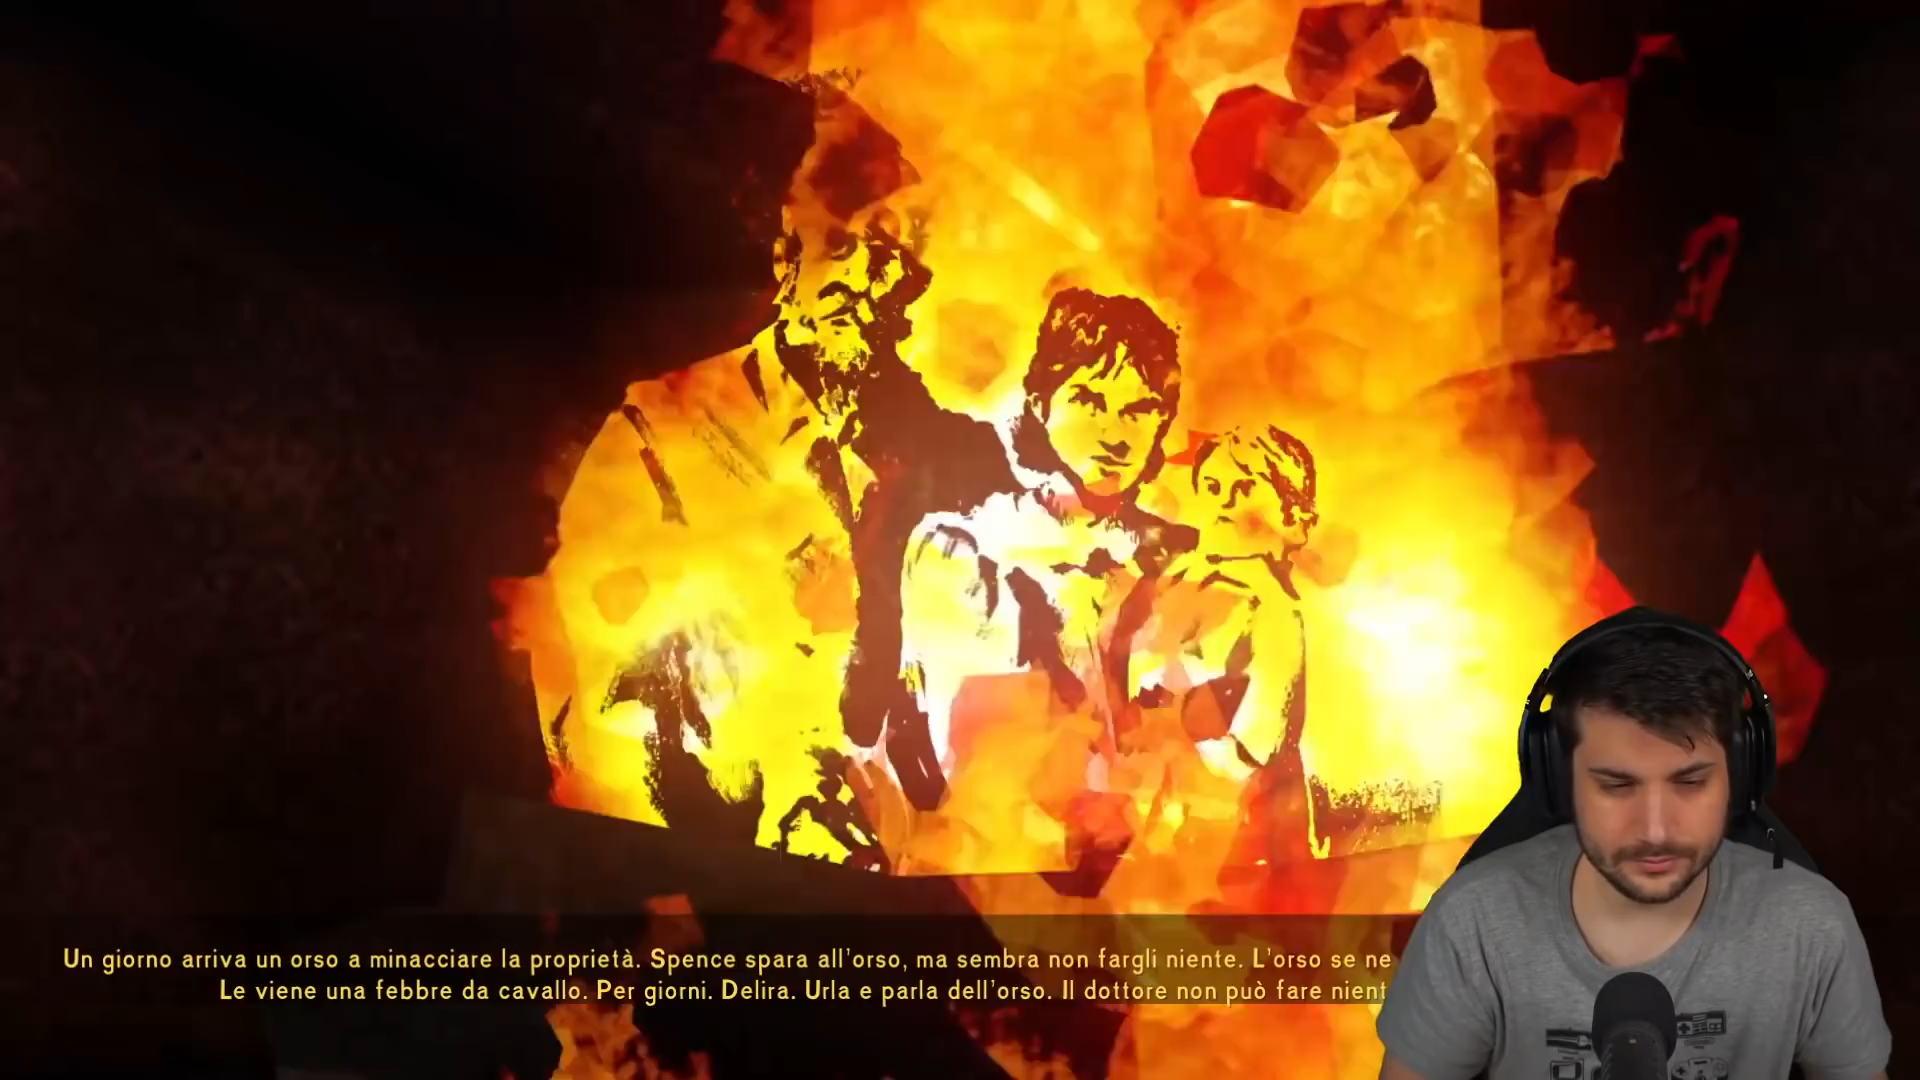 Un giorno arriva un orso a minacciare la proprietà. Spence spara all'orso, ma sembra non fargli niente. L'orso se ne
Le viene una febbre da cavallo. Per giorni. Delira. Urla e parla dell'orso. Il dottore non può fare nient